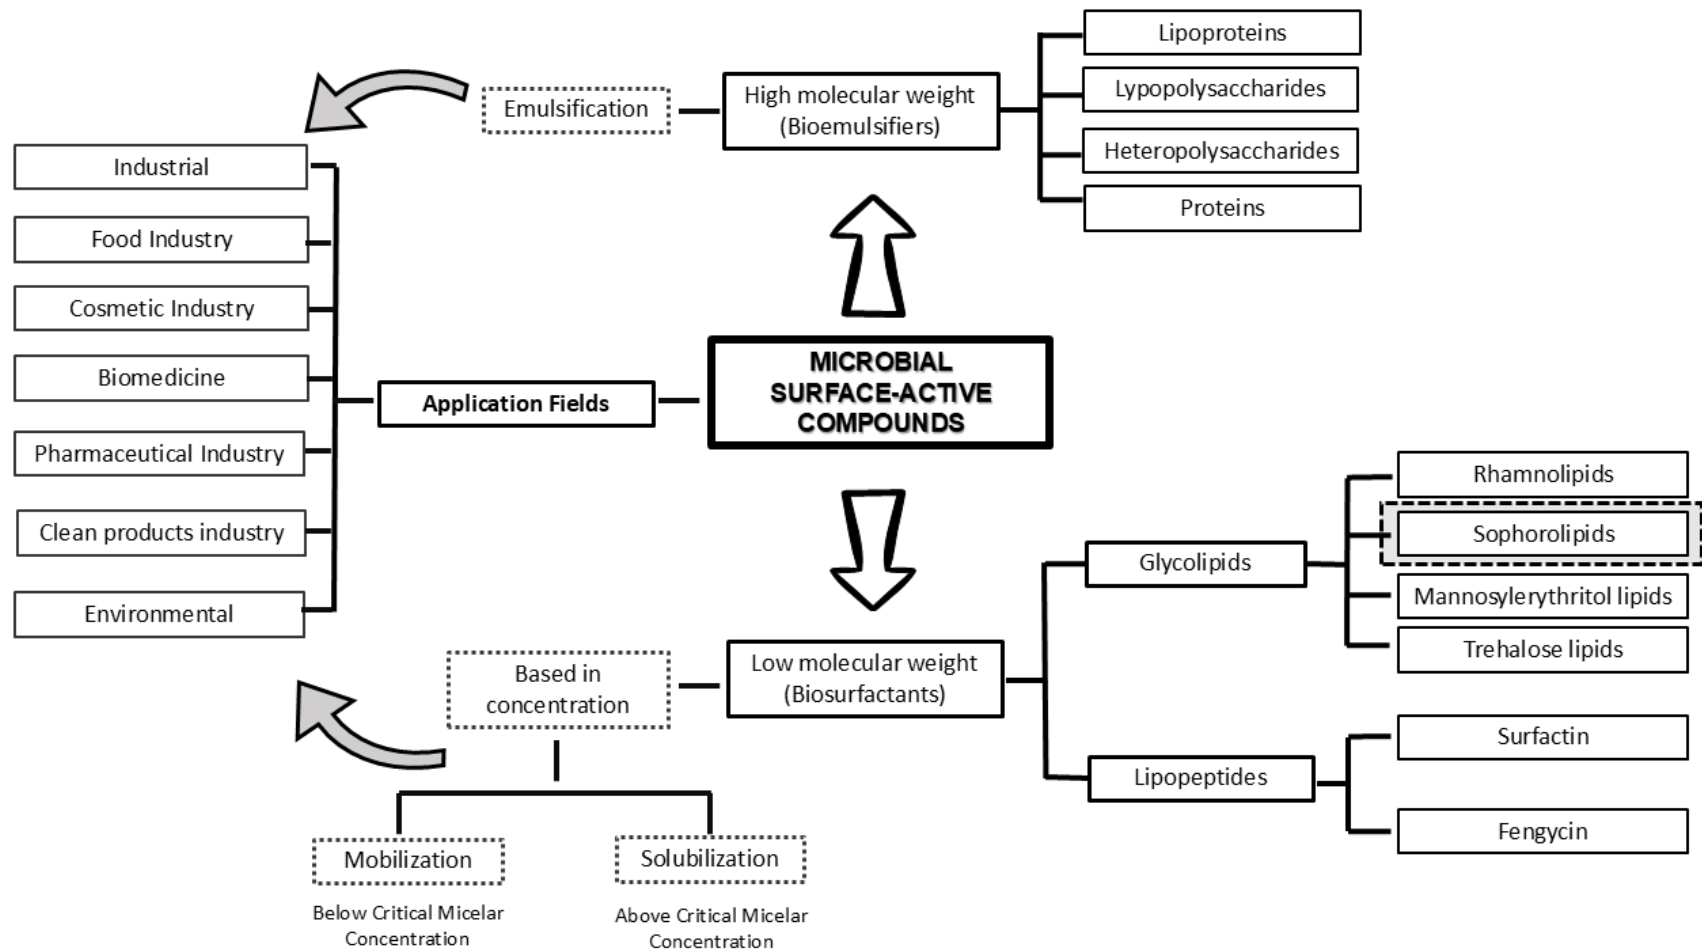 Lipoproteins
Lypopolysaccharides
Heteropolysaccharides
Proteins
High molecular weight
(Bioemulsifiers)
Emulsification
Industrial
Food Industry
Cosmetic Industry
Biomedicine
Pharmaceutical Industry
Clean products industry
Environmental
Application Fields
MICROBIAL
SURFACE-ACTIVE
COMPOUNDS
Low molecular weight
(Biosurfactants)
Based in
concentration
Mobilization
Below Critical Micelar
Concentration
Solubilization
Above Critical Micelar
Concentration
Glycolipids
Rhamnolipids
Sophorolipids
Mannosylerythritol lipids
Trehalose lipids
Lipopeptides
Surfactin
Fengycin